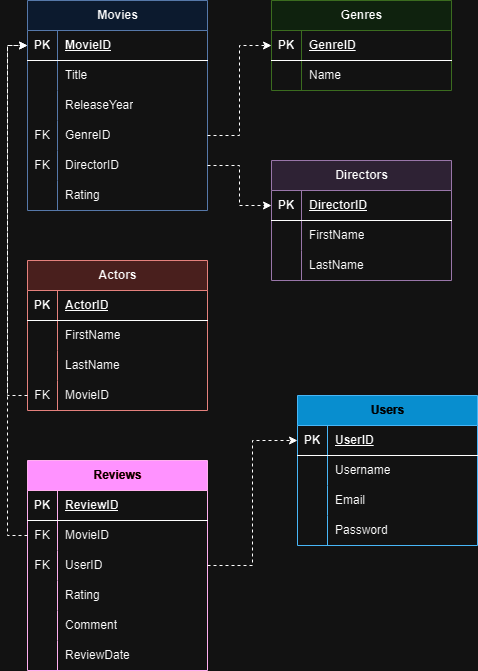 Movies
PK MovieID
Title
ReleaseYear
FK GenreID
FK DirectorID
Rating
Genres
PK GenreID
Name
Directors
PK DirectorID
FirstName
LastName
Actors
PK ActorID
FirstName
LastName
FK MovieID
Users
PK UserID
Username
Email
Password
Reviews
PK ReviewID
FK MovieID
FK UserID
Rating
Comment
ReviewDate